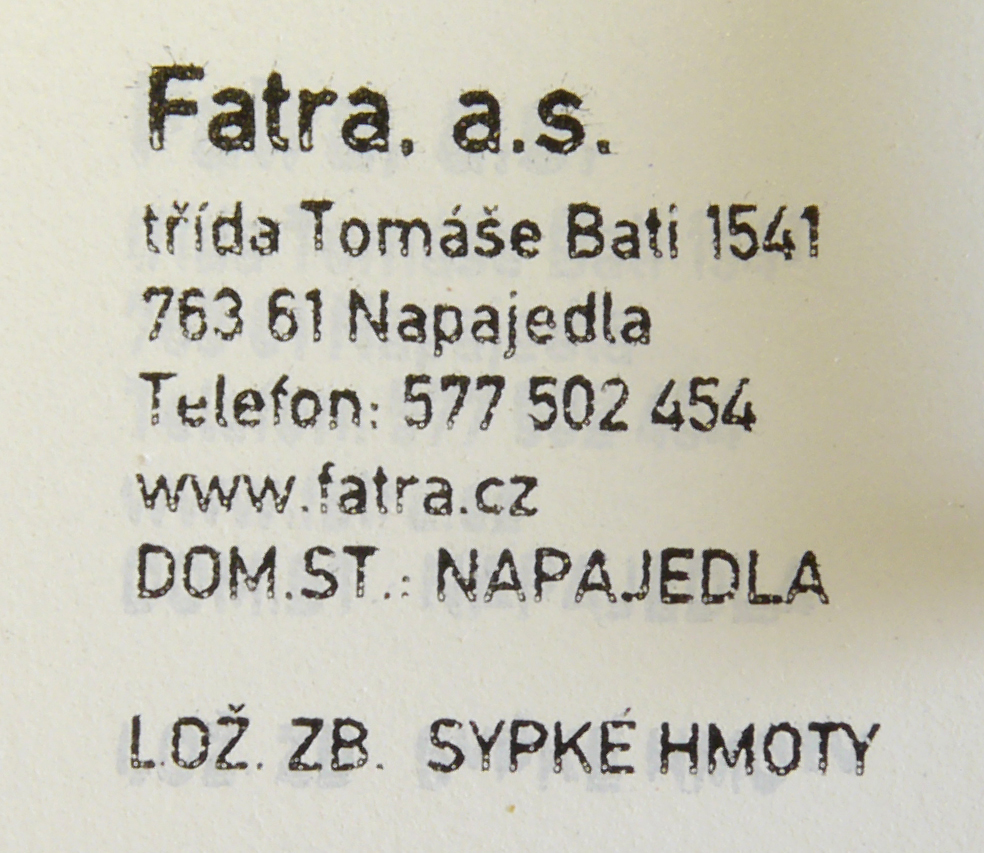 Fatra, a.s.
třída Tomáše Bati 1541
763 61 Napajedla
Telefon: 577 502 454
www.fatra.cz
DOM.ST.: NAPAJEDLA
LOŽ. ZB. SYPKÉ HMOTY